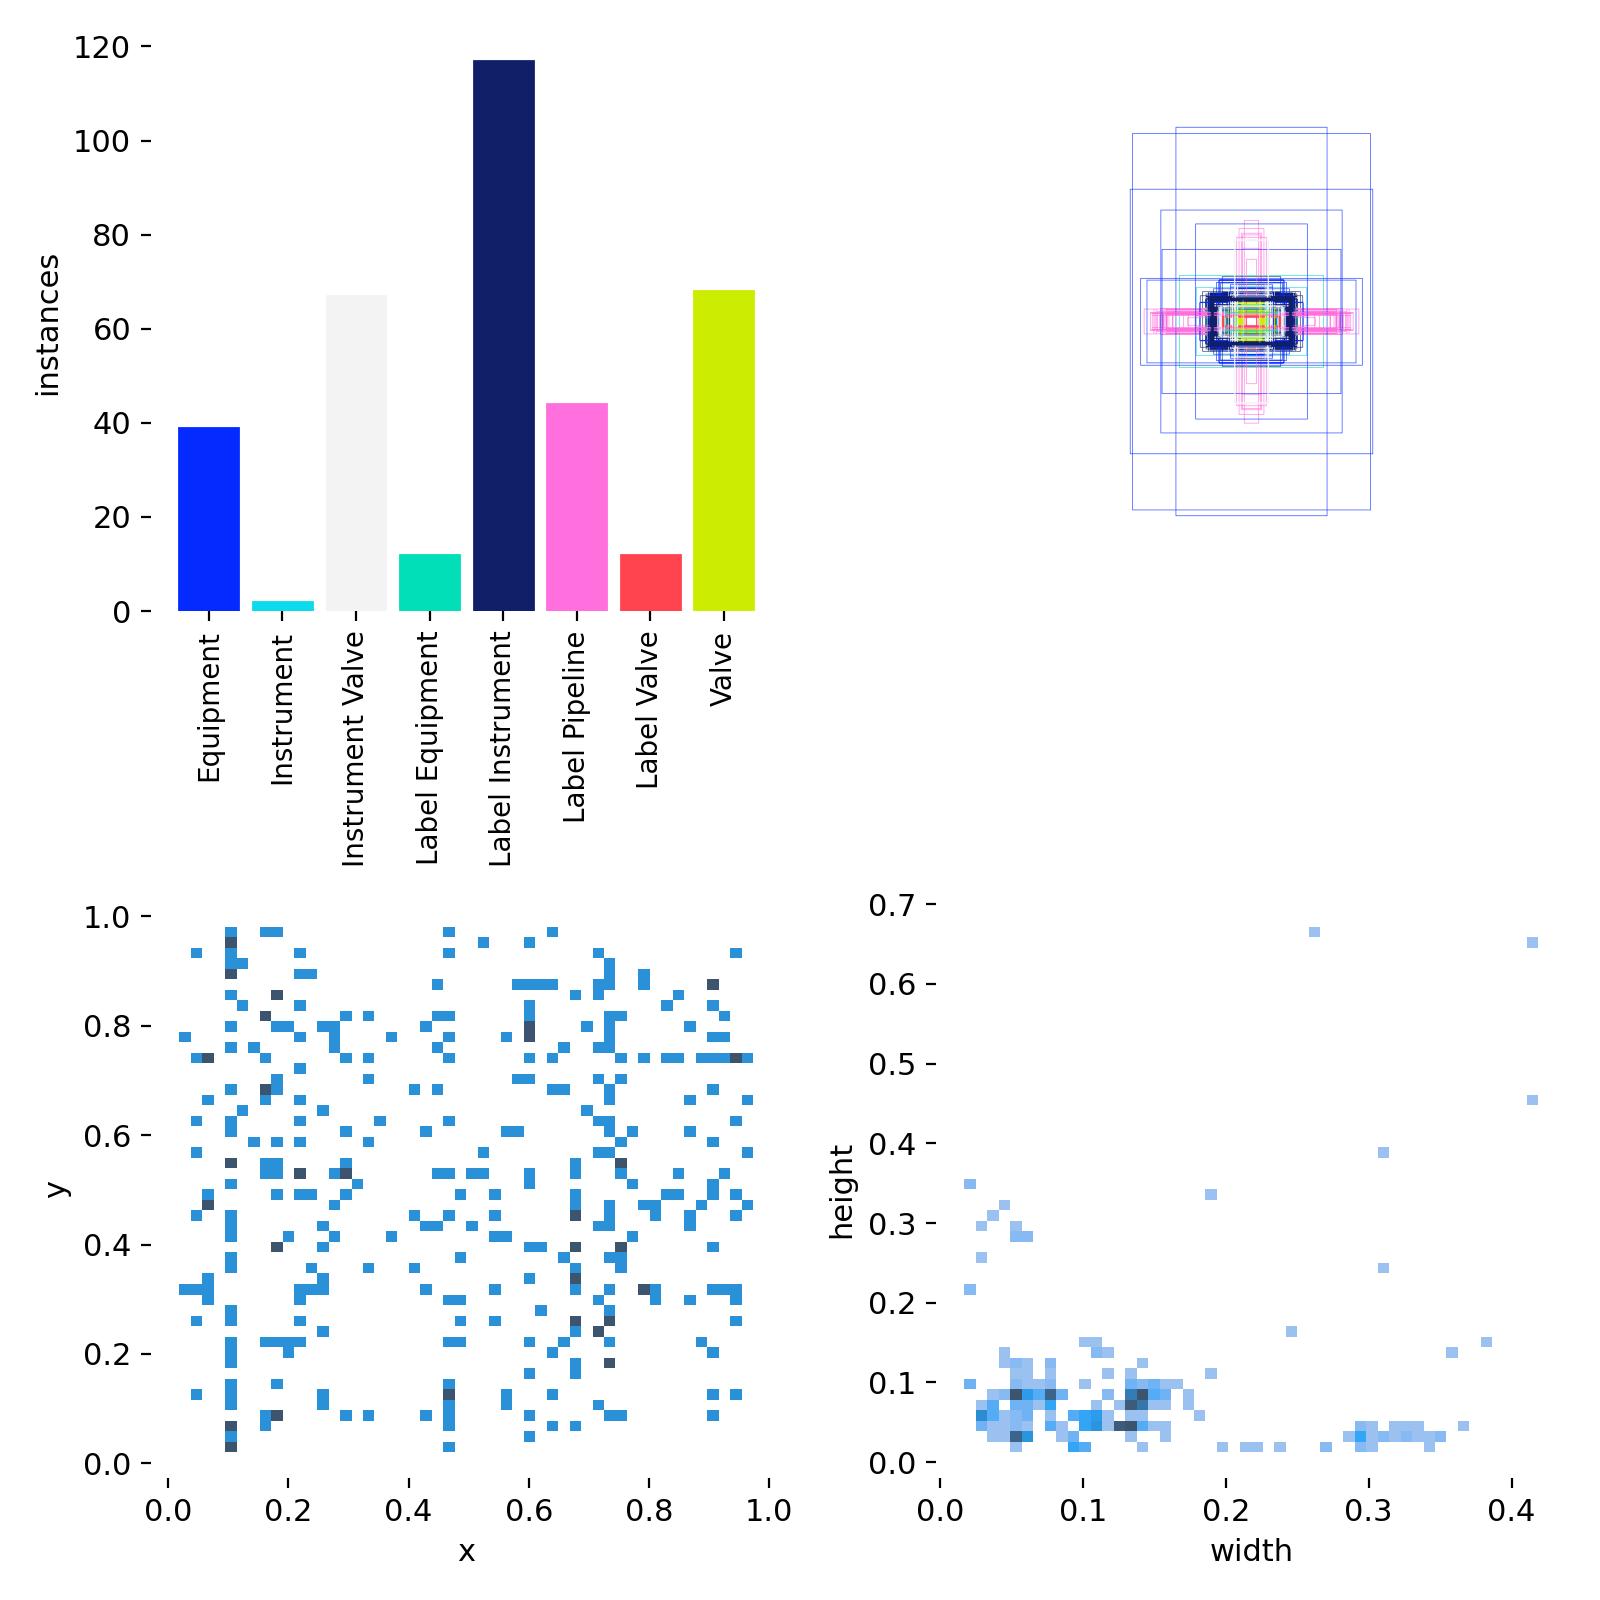 120
100
80
60
40
20
0
instances
Equipment
Instrument
Instrument Valve
Label Equipment
Label Instrument
Label Pipeline
Label Valve
Valve
1.0
0.8
0.6
0.4
0.2
0.0
y
0.0 0.2 0.4 0.6 0.8 1.0
x
0.7
0.6
0.5
0.4
0.3
0.2
0.1
0.0
height
0.0 0.1 0.2 0.3 0.4
width